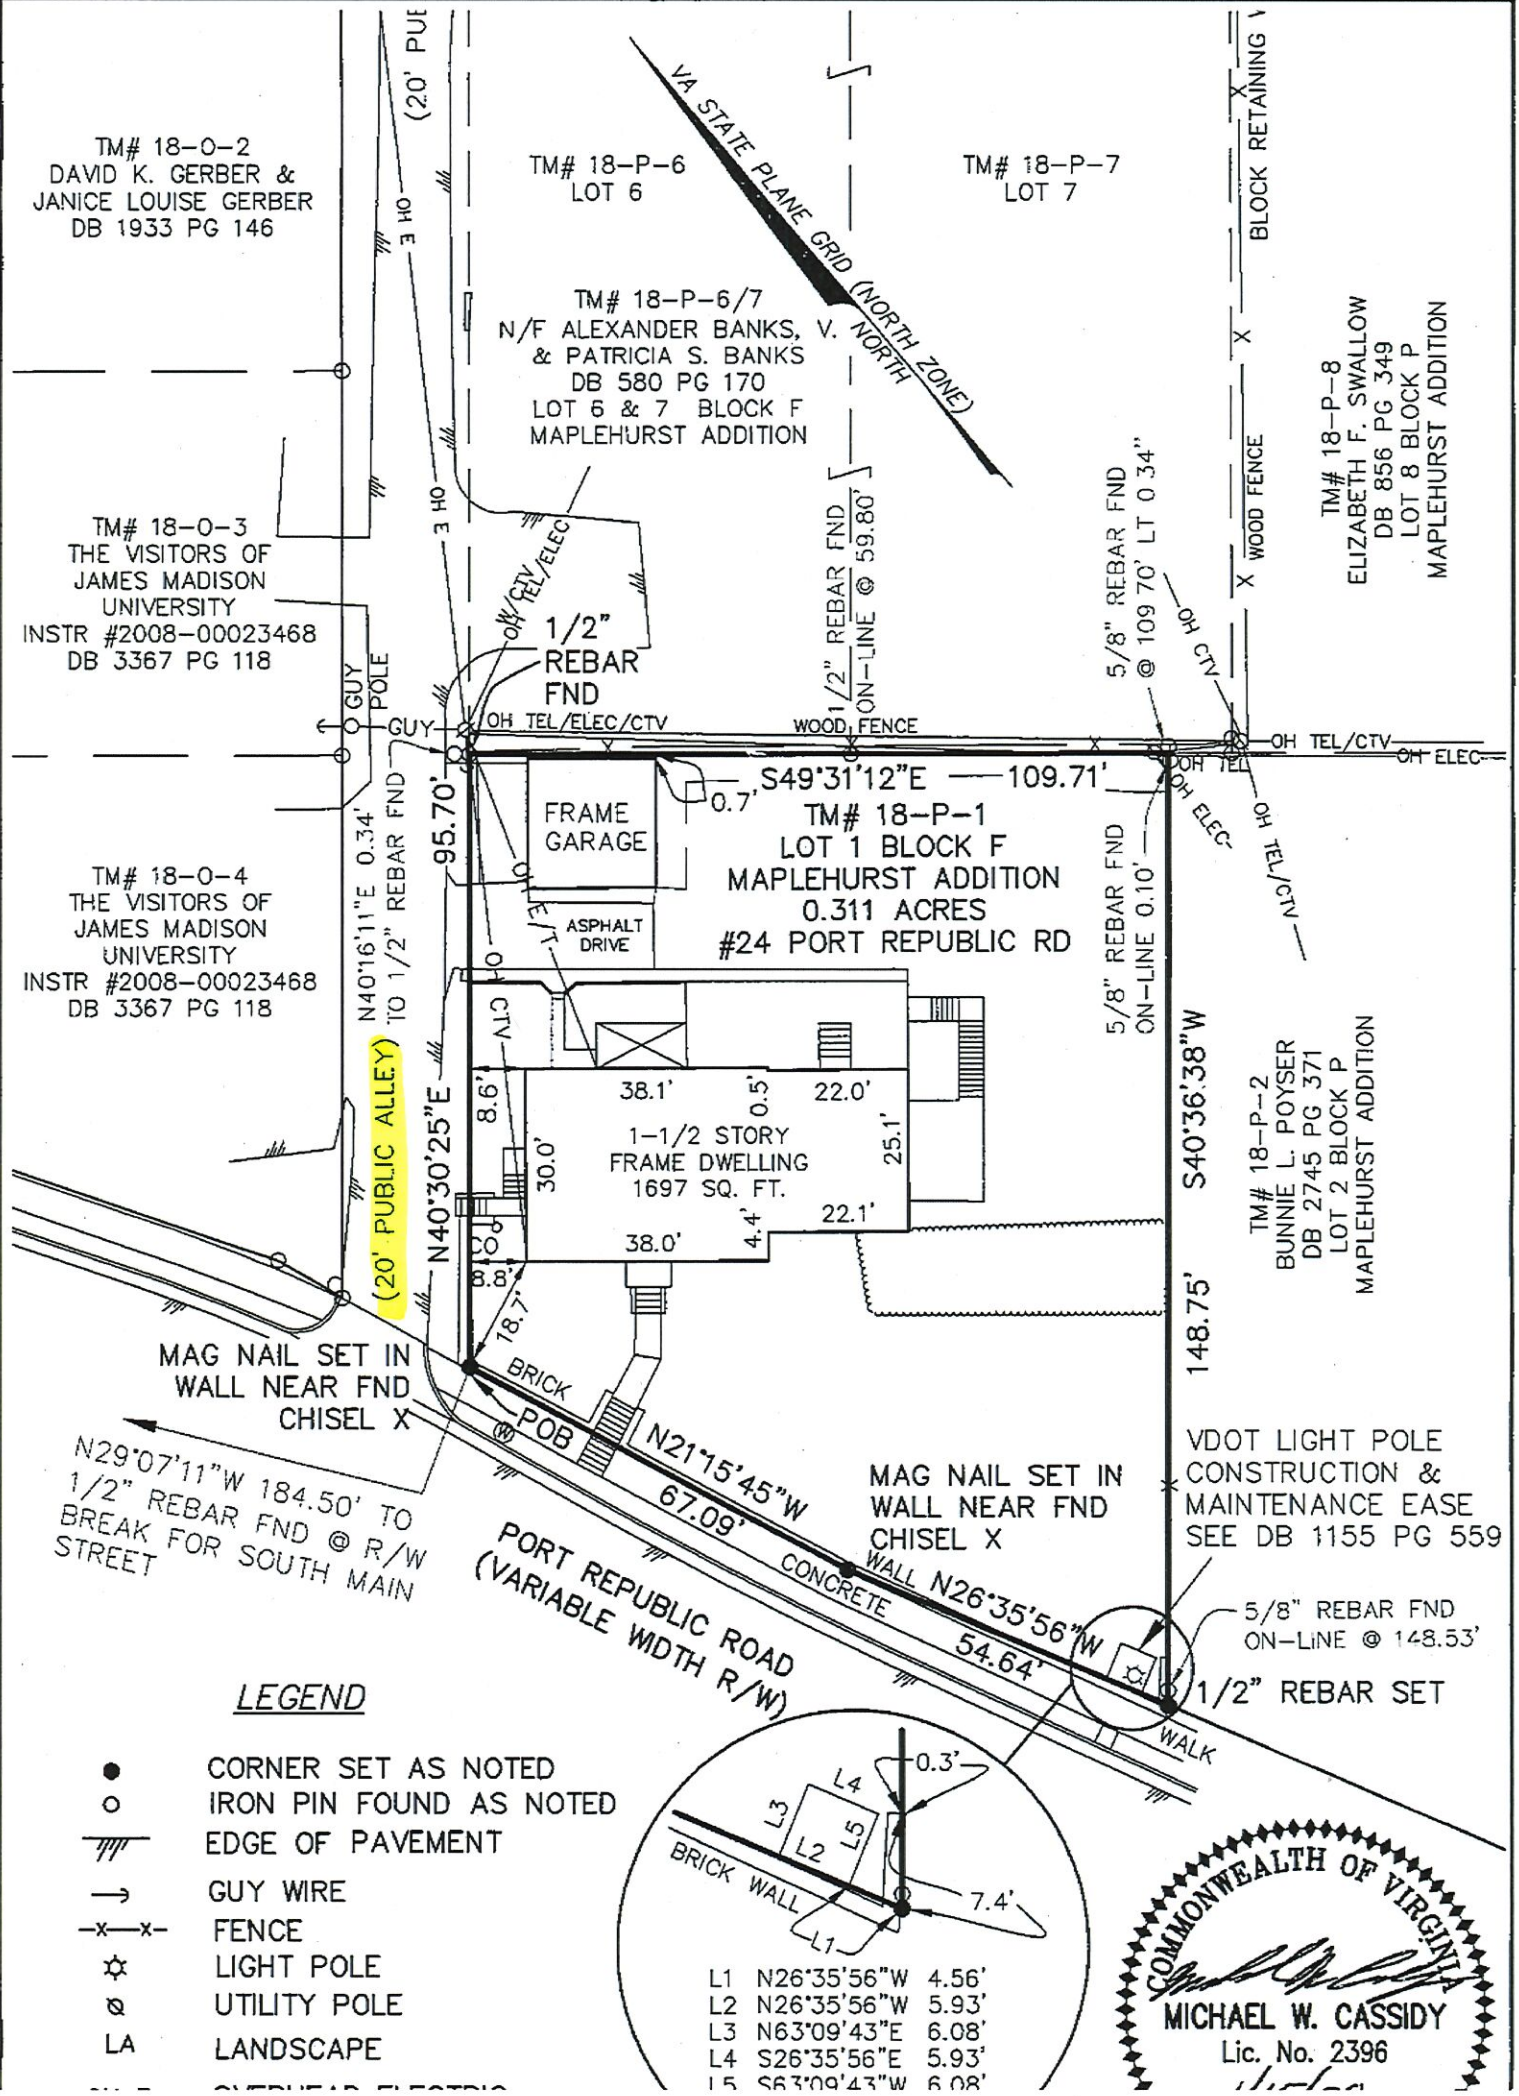 (20' PUB
TM# 18-O-2
DAVID K. GERBER &
JANICE LOUISE GERBER
DB 1933 PG 146
OH E
TM# 18-P-6
LOT 6
VA STATE PLANE GRID (NORTH ZONE)
NORTH
TM# 18-P-7
LOT 7
BLOCK RETAINING
TM# 18-P-6/7
N/F ALEXANDER BANKS, V.
& PATRICIA S. BANKS
DB 580 PG 170
LOT 6 & 7 BLOCK F
MAPLEHURST ADDITION
TM# 18-P-8
ELIZABETH F. SWALLOW
DB 856 PG 349
LOT 8 BLOCK P
MAPLEHURST ADDITION
X
X
WOOD FENCE
X
OH E
OH TEL/ELEC
W/CTV
1/2" REBAR FND
ON-LINE @ 59.80'
5/8" REBAR FND
@ 109 70' LT 0 34"
OH CTV
TM# 18-O-3
THE VISITORS OF
JAMES MADISON
UNIVERSITY
INSTR #2008-00023468
DB 3367 PG 118
GUY
POLE
1/2"
REBAR
FND
GUY
OH TEL/ELEC/CTV
WOOD FENCE
X
X
X
OH TEL/CTV
OH ELEC
OH TEL
OH ELEC
OH TEL/CTV
S49°31'12"E
109.71'
0.7'
FRAME
GARAGE
95.70'
N40°16'11"E 0.34'
TO 1/2" REBAR FND
TM# 18-P-1
LOT 1 BLOCK F
MAPLEHURST ADDITION
0.311 ACRES
#24 PORT REPUBLIC RD
5/8" REBAR FND
ON-LINE 0.10'
TM# 18-O-4
THE VISITORS OF
JAMES MADISON
UNIVERSITY
INSTR #2008-00023468
DB 3367 PG 118
OH E/T
ASPHALT
DRIVE
OH CTV
(20' PUBLIC ALLEY)
N40°30'25"E
8.6'
38.1'
0.5'
22.0'
30.0'
1-1/2 STORY
FRAME DWELLING
1697 SQ. FT.
25.1'
22.1'
4.4'
38.0'
CO
8.8'
18.7'
S40°36'38"W
148.75'
TM# 18-P-2
BUNNIE L. POYSER
DB 2745 PG 371
LOT 2 BLOCK P
MAPLEHURST ADDITION
MAG NAIL SET IN
WALL NEAR FND
CHISEL X
BRICK
POB
W
N29°07'11"W 184.50' TO
1/2" REBAR FND @ R/W
BREAK FOR SOUTH MAIN
STREET
N21°15'45"W
67.09'
MAG NAIL SET IN
WALL NEAR FND
CHISEL X
VDOT LIGHT POLE
CONSTRUCTION &
MAINTENANCE EASE
SEE DB 1155 PG 559
X
PORT REPUBLIC ROAD
(VARIABLE WIDTH R/W)
WALL
CONCRETE
N26°35'56"W
54.64'
5/8" REBAR FND
ON-LINE @ 148.53'
1/2" REBAR SET
WALK
LEGEND
CORNER SET AS NOTED
IRON PIN FOUND AS NOTED
EDGE OF PAVEMENT
GUY WIRE
-x-x- FENCE
LIGHT POLE
UTILITY POLE
LA LANDSCAPE
OVERHEAD ELECTRIC
0.3'
L4
L3
L5
L2
BRICK WALL
L1
7.4'
L1 N26°35'56"W 4.56'
L2 N26°35'56"W 5.93'
L3 N63°09'43"E 6.08'
L4 S26°35'56"E 5.93'
L5 S63°09'43"W 6.08'
COMMONWEALTH OF VIRGINIA
MICHAEL W. CASSIDY
Lic. No. 2396